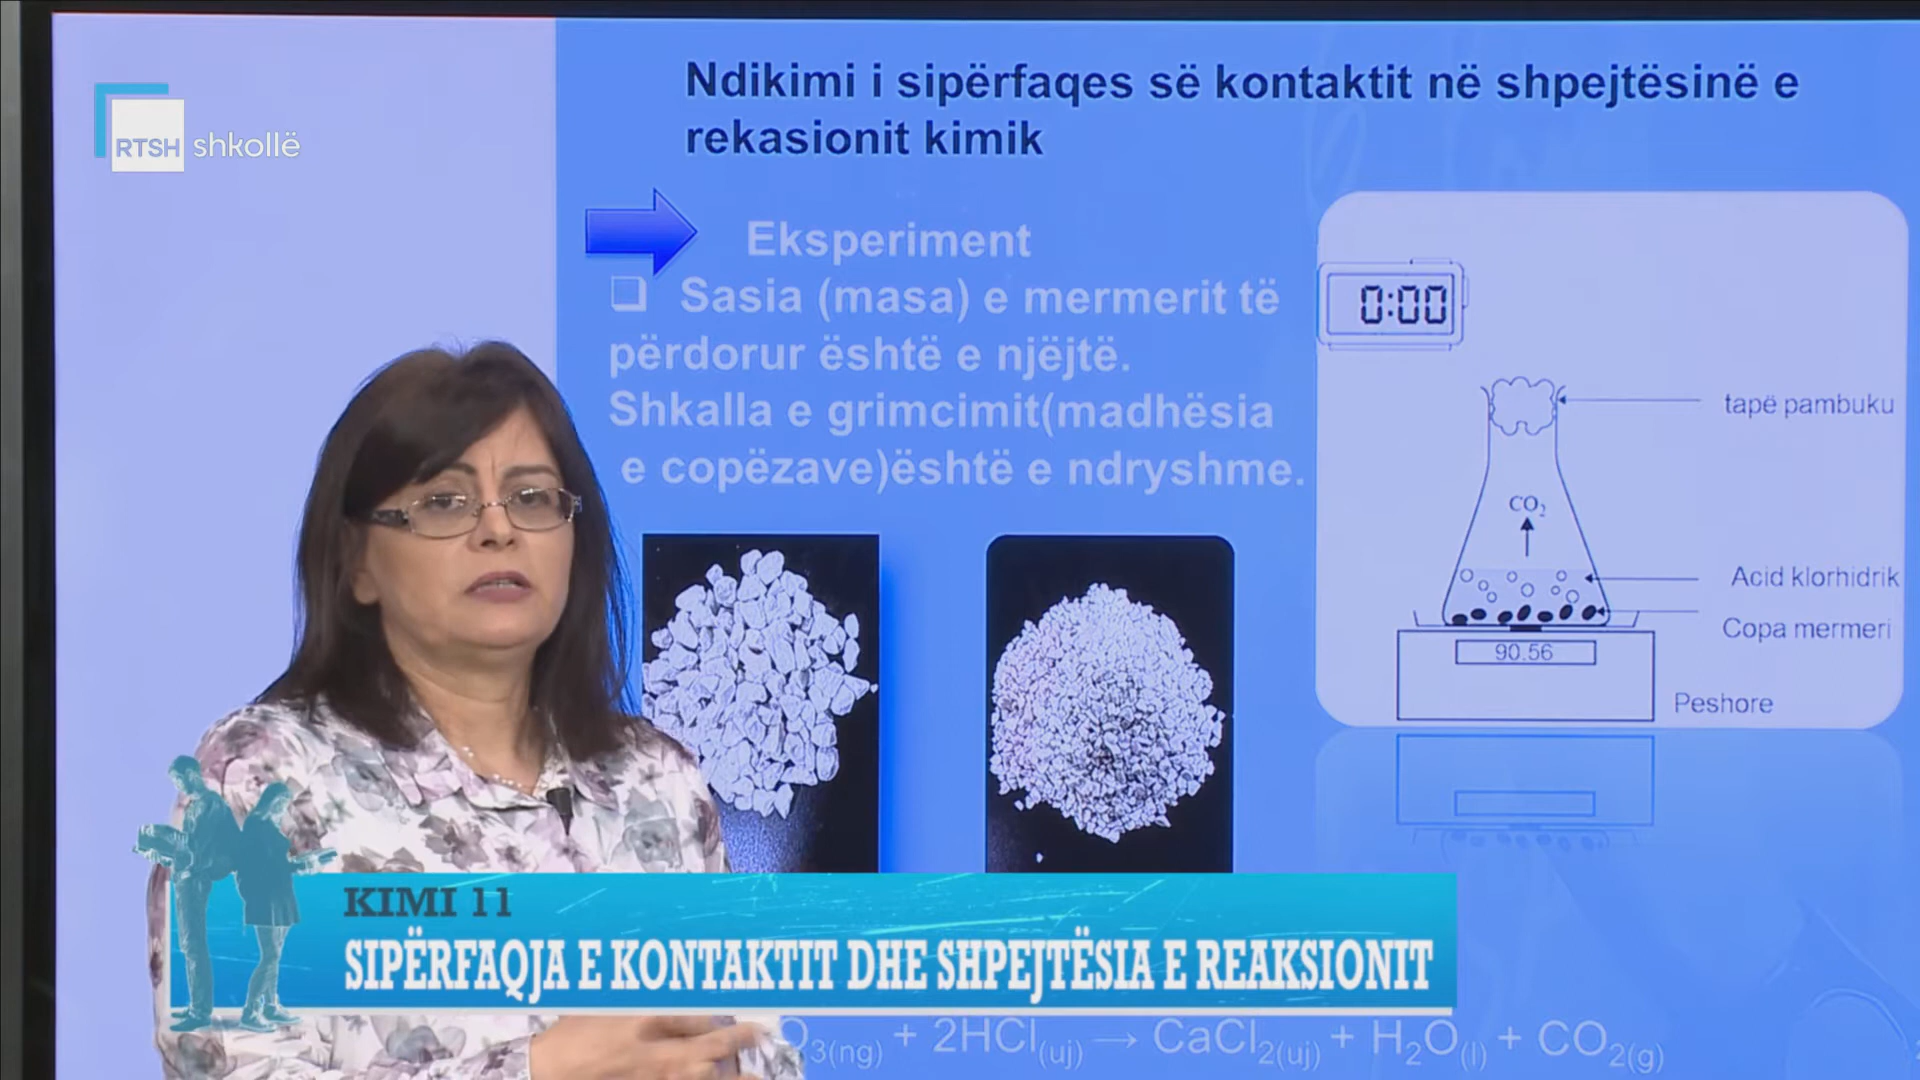 RTSH shkollë
Ndikimi i sipërfaqes së kontaktit në shpejtësinë e
rekasionit kimik
Eksperiment
❑ Sasia (masa) e mermerit të
përdorur është e njëjtë.
Shkalla e grimcimit(madhësia
e copëzave)është e ndryshme.
0:00
tapë pambuku
CO₂
Acid klorhidrik
Copa mermeri
90.56
Peshore
KIMI 11
SIPËRFAQJA E KONTAKTIT DHE SHPEJTËSIA E REAKSIONIT
O₃(ng) + 2HCl(uj) → CaCl₂(uj) + H₂O(l) + CO₂(g)